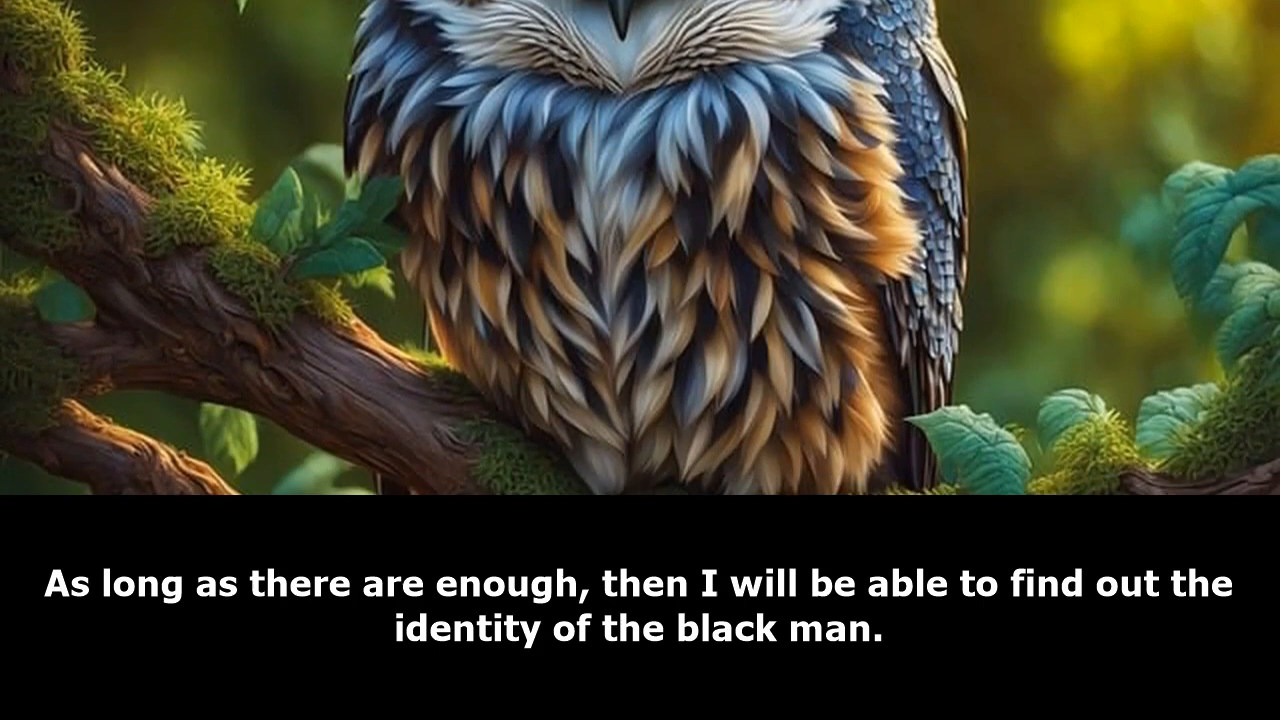 As long as there are enough, then I will be able to find out the
identity of the black man.